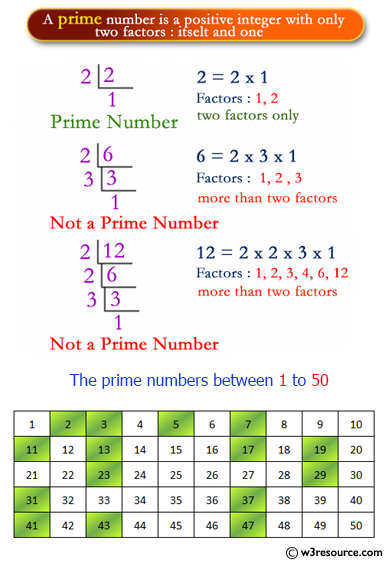 A prime number is a positive integer with only
two factors : itselt and one
2 2 2 = 2 x 1
1 Factors : 1, 2
Prime Number two factors only
2 6 6 = 2 x 3 x 1
3 3 Factors : 1, 2 , 3
1 more than two factors
Not a Prime Number
2 12 12 = 2 x 2 x 3 x 1
2 6 Factors : 1, 2, 3, 4, 6, 12
3 3 more than two factors
1
Not a Prime Number
The prime numbers between 1 to 50
1 2 3 4 5 6 7 8 9 10
11 12 13 14 15 16 17 18 19 20
21 22 23 24 25 26 27 28 29 30
31 32 33 34 35 36 37 39 40
41 42 43 44 45 46 47 48 49 50
© w3resource.com